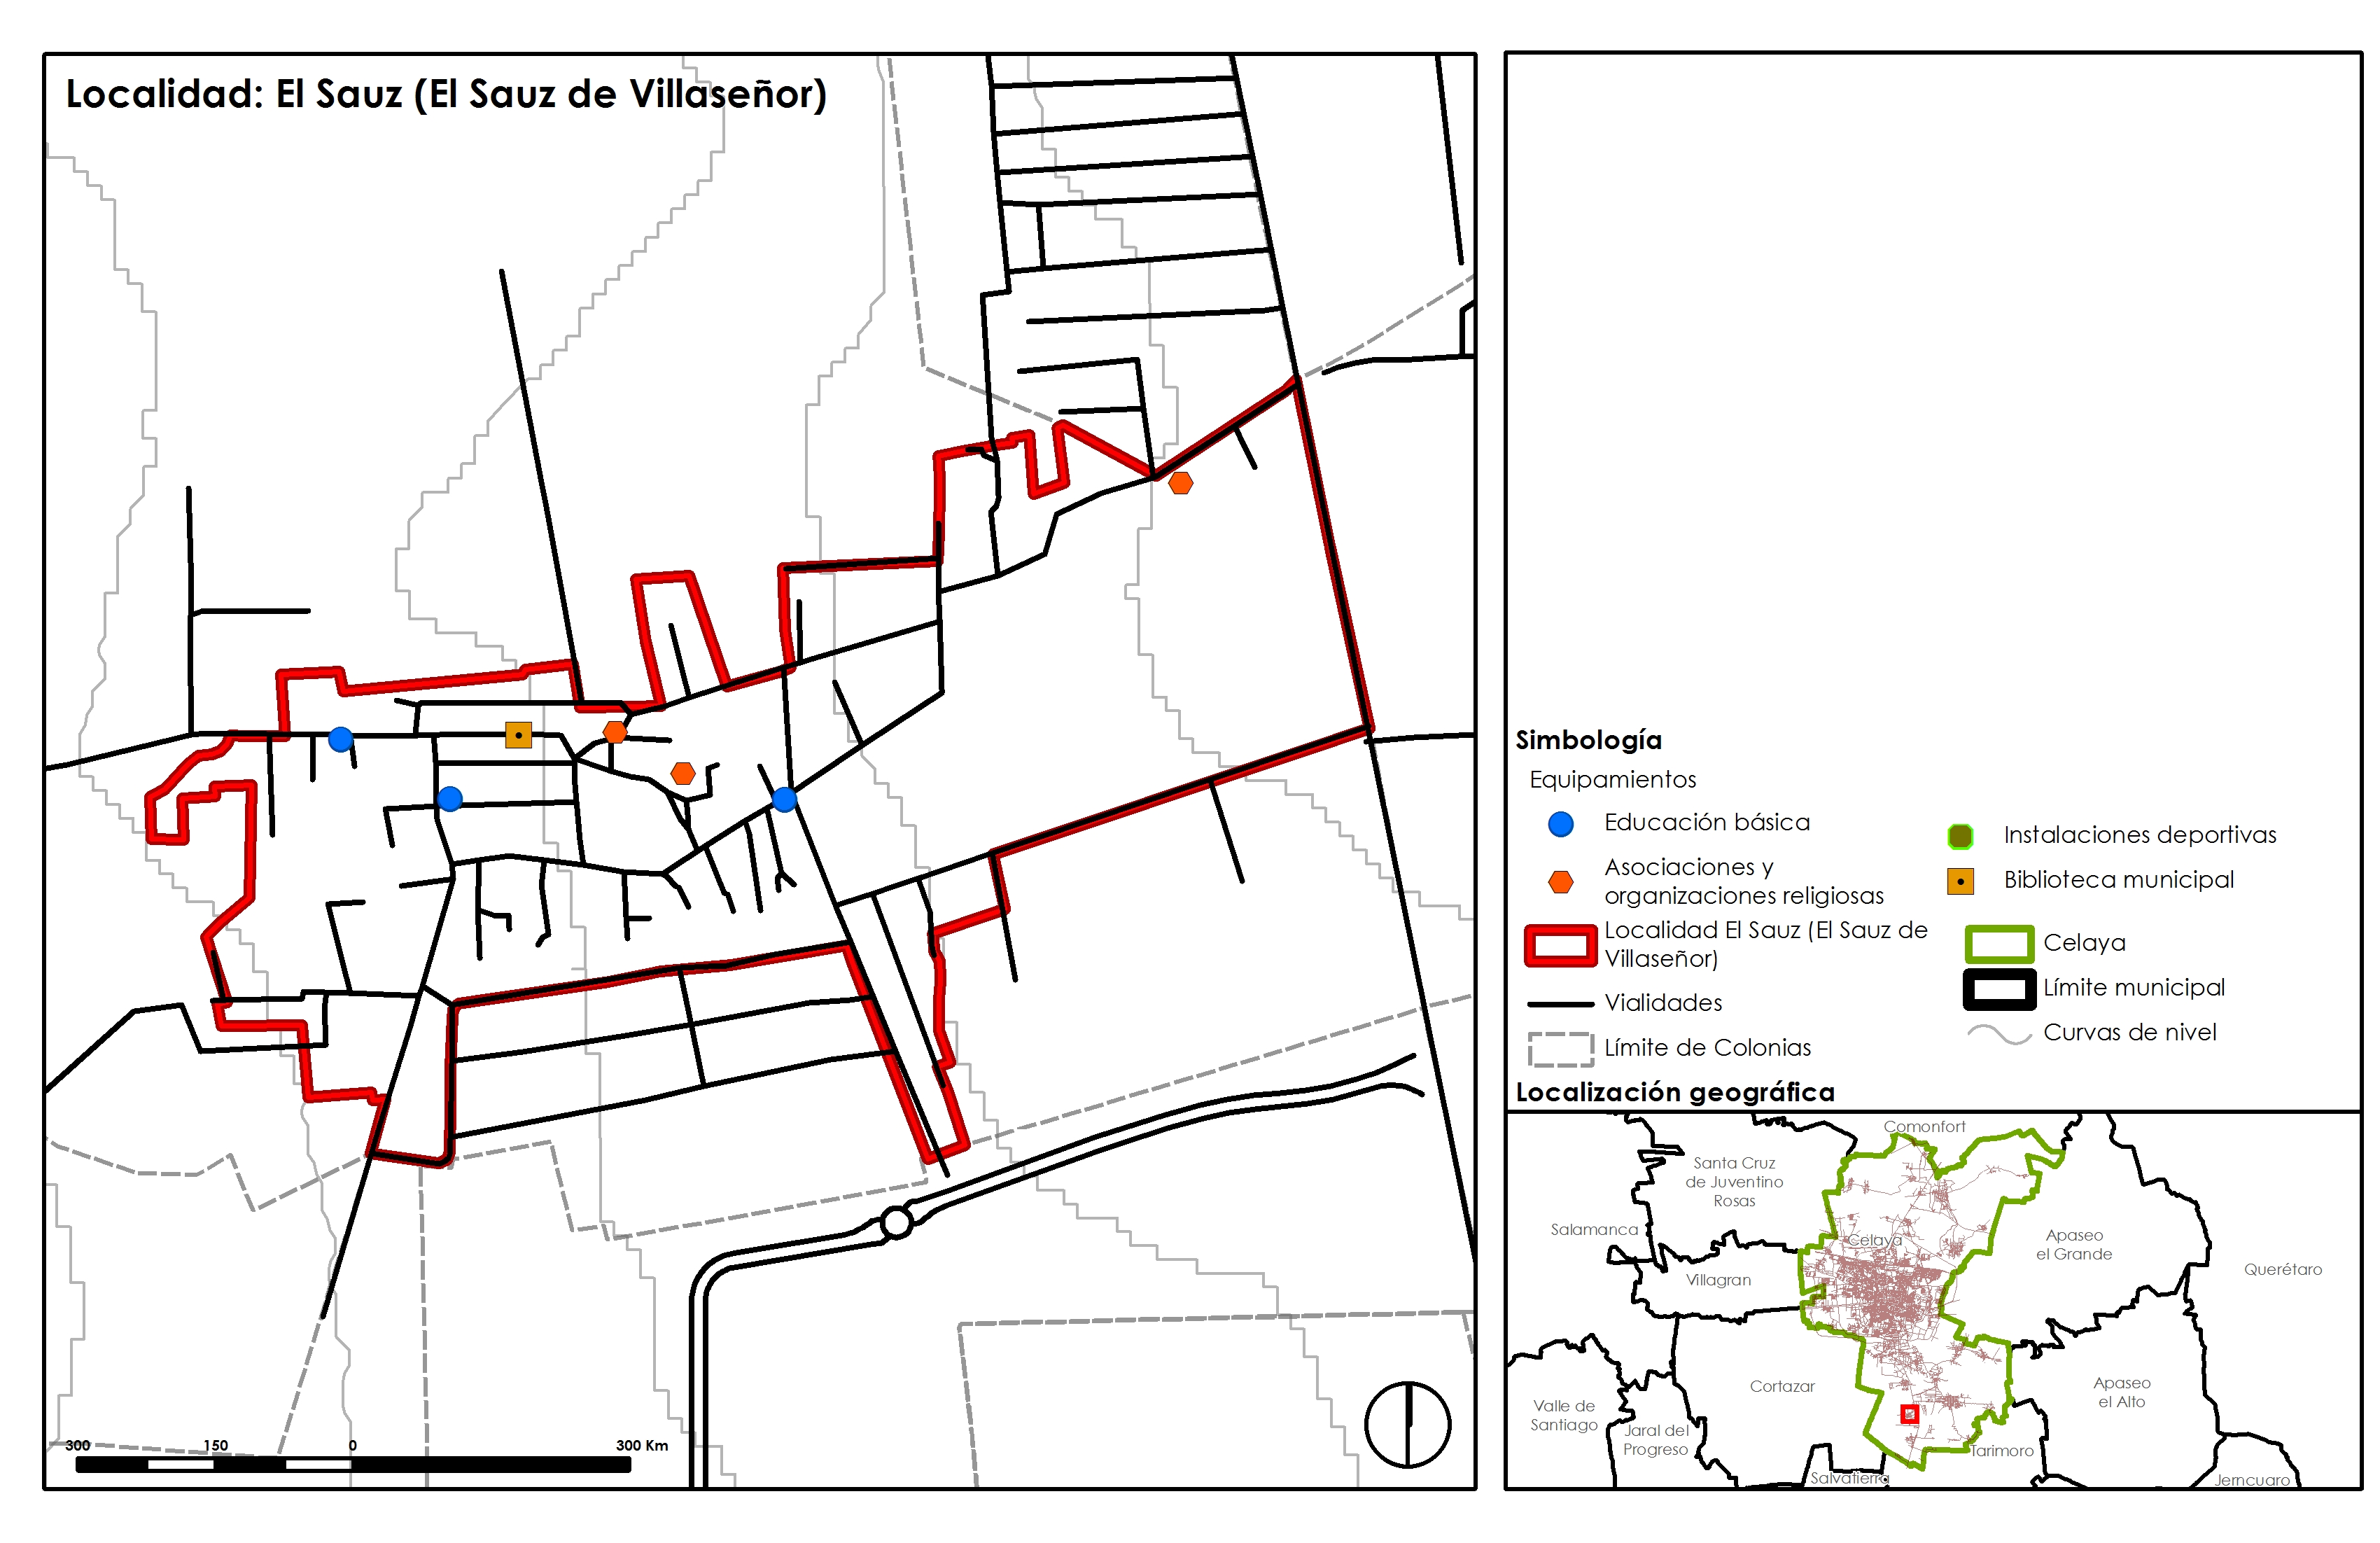 Localidad: El Sauz (El Sauz de Villaseñor)
300 150 0 300 Km
Simbología
Equipamientos
Educación básica
Asociaciones y
organizaciones religiosas
Localidad El Sauz (El Sauz de
Villaseñor)
Vialidades
Límite de Colonias
Instalaciones deportivas
Biblioteca municipal
Celaya
Límite municipal
Curvas de nivel
Localización geográfica
Comonfort
Santa Cruz
de Juventino
Rosas
Salamanca
Celaya
Apaseo
el Grande
Querétaro
Villagran
Cortazar
Apaseo
el Alto
Valle de
Santiago
Jaral del
Progreso
Tarimoro
Salvatierra
Jerncuaro